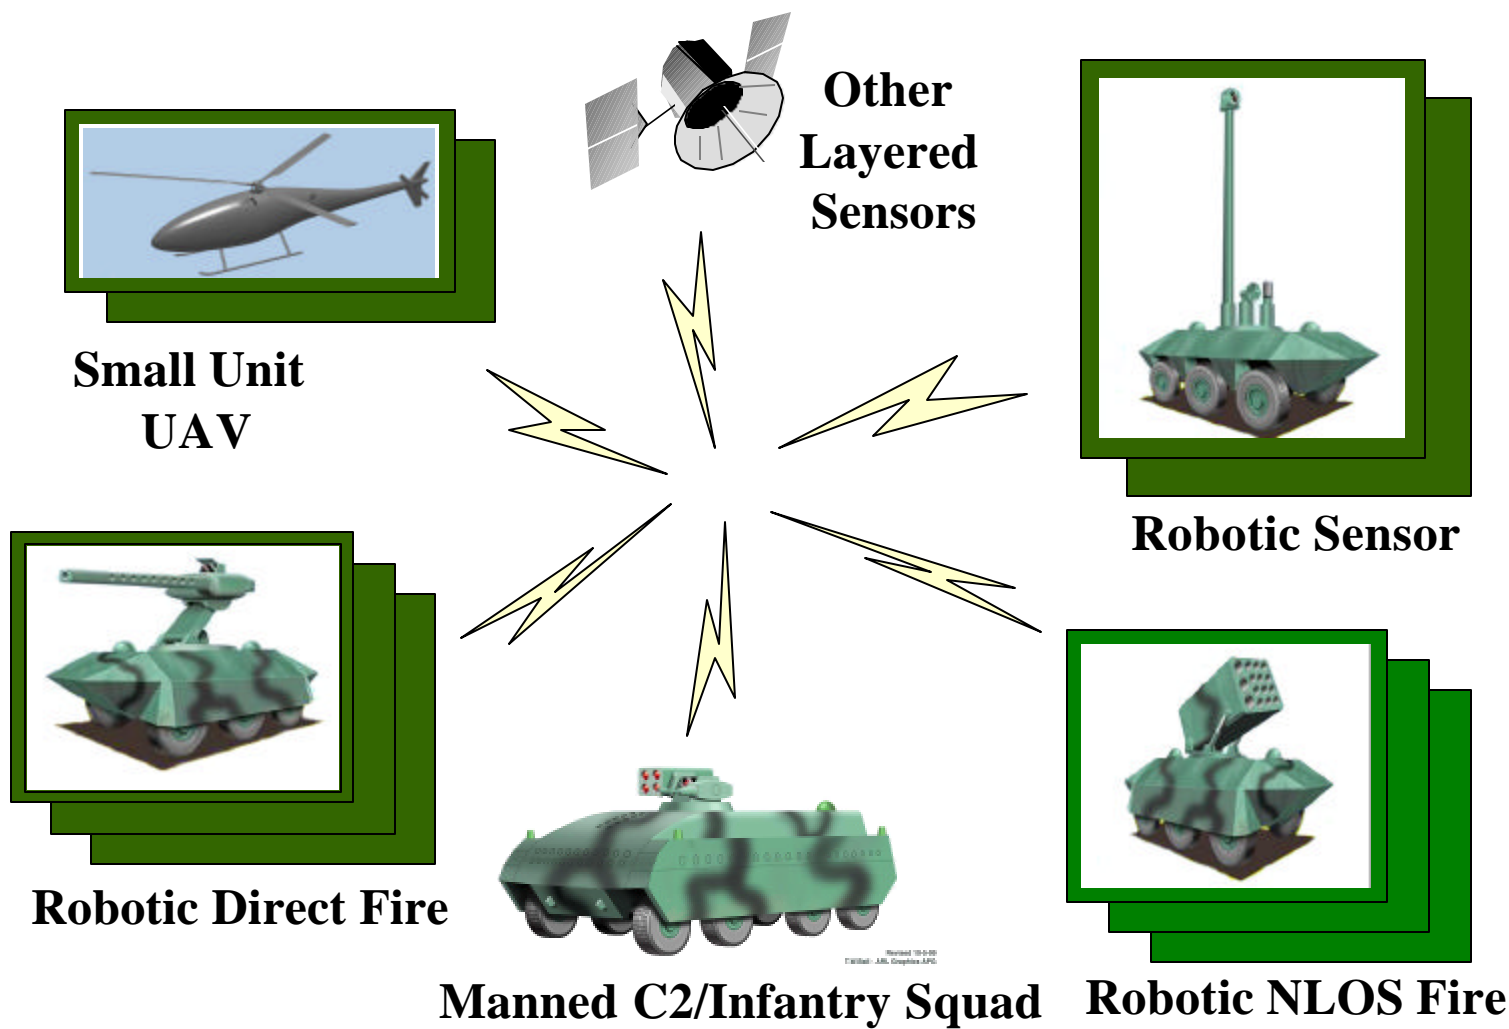 Other
Layered
Sensors
Small Unit
UAV
Robotic Sensor
Robotic Direct Fire
Manned C2/Infantry Squad
Robotic NLOS Fire